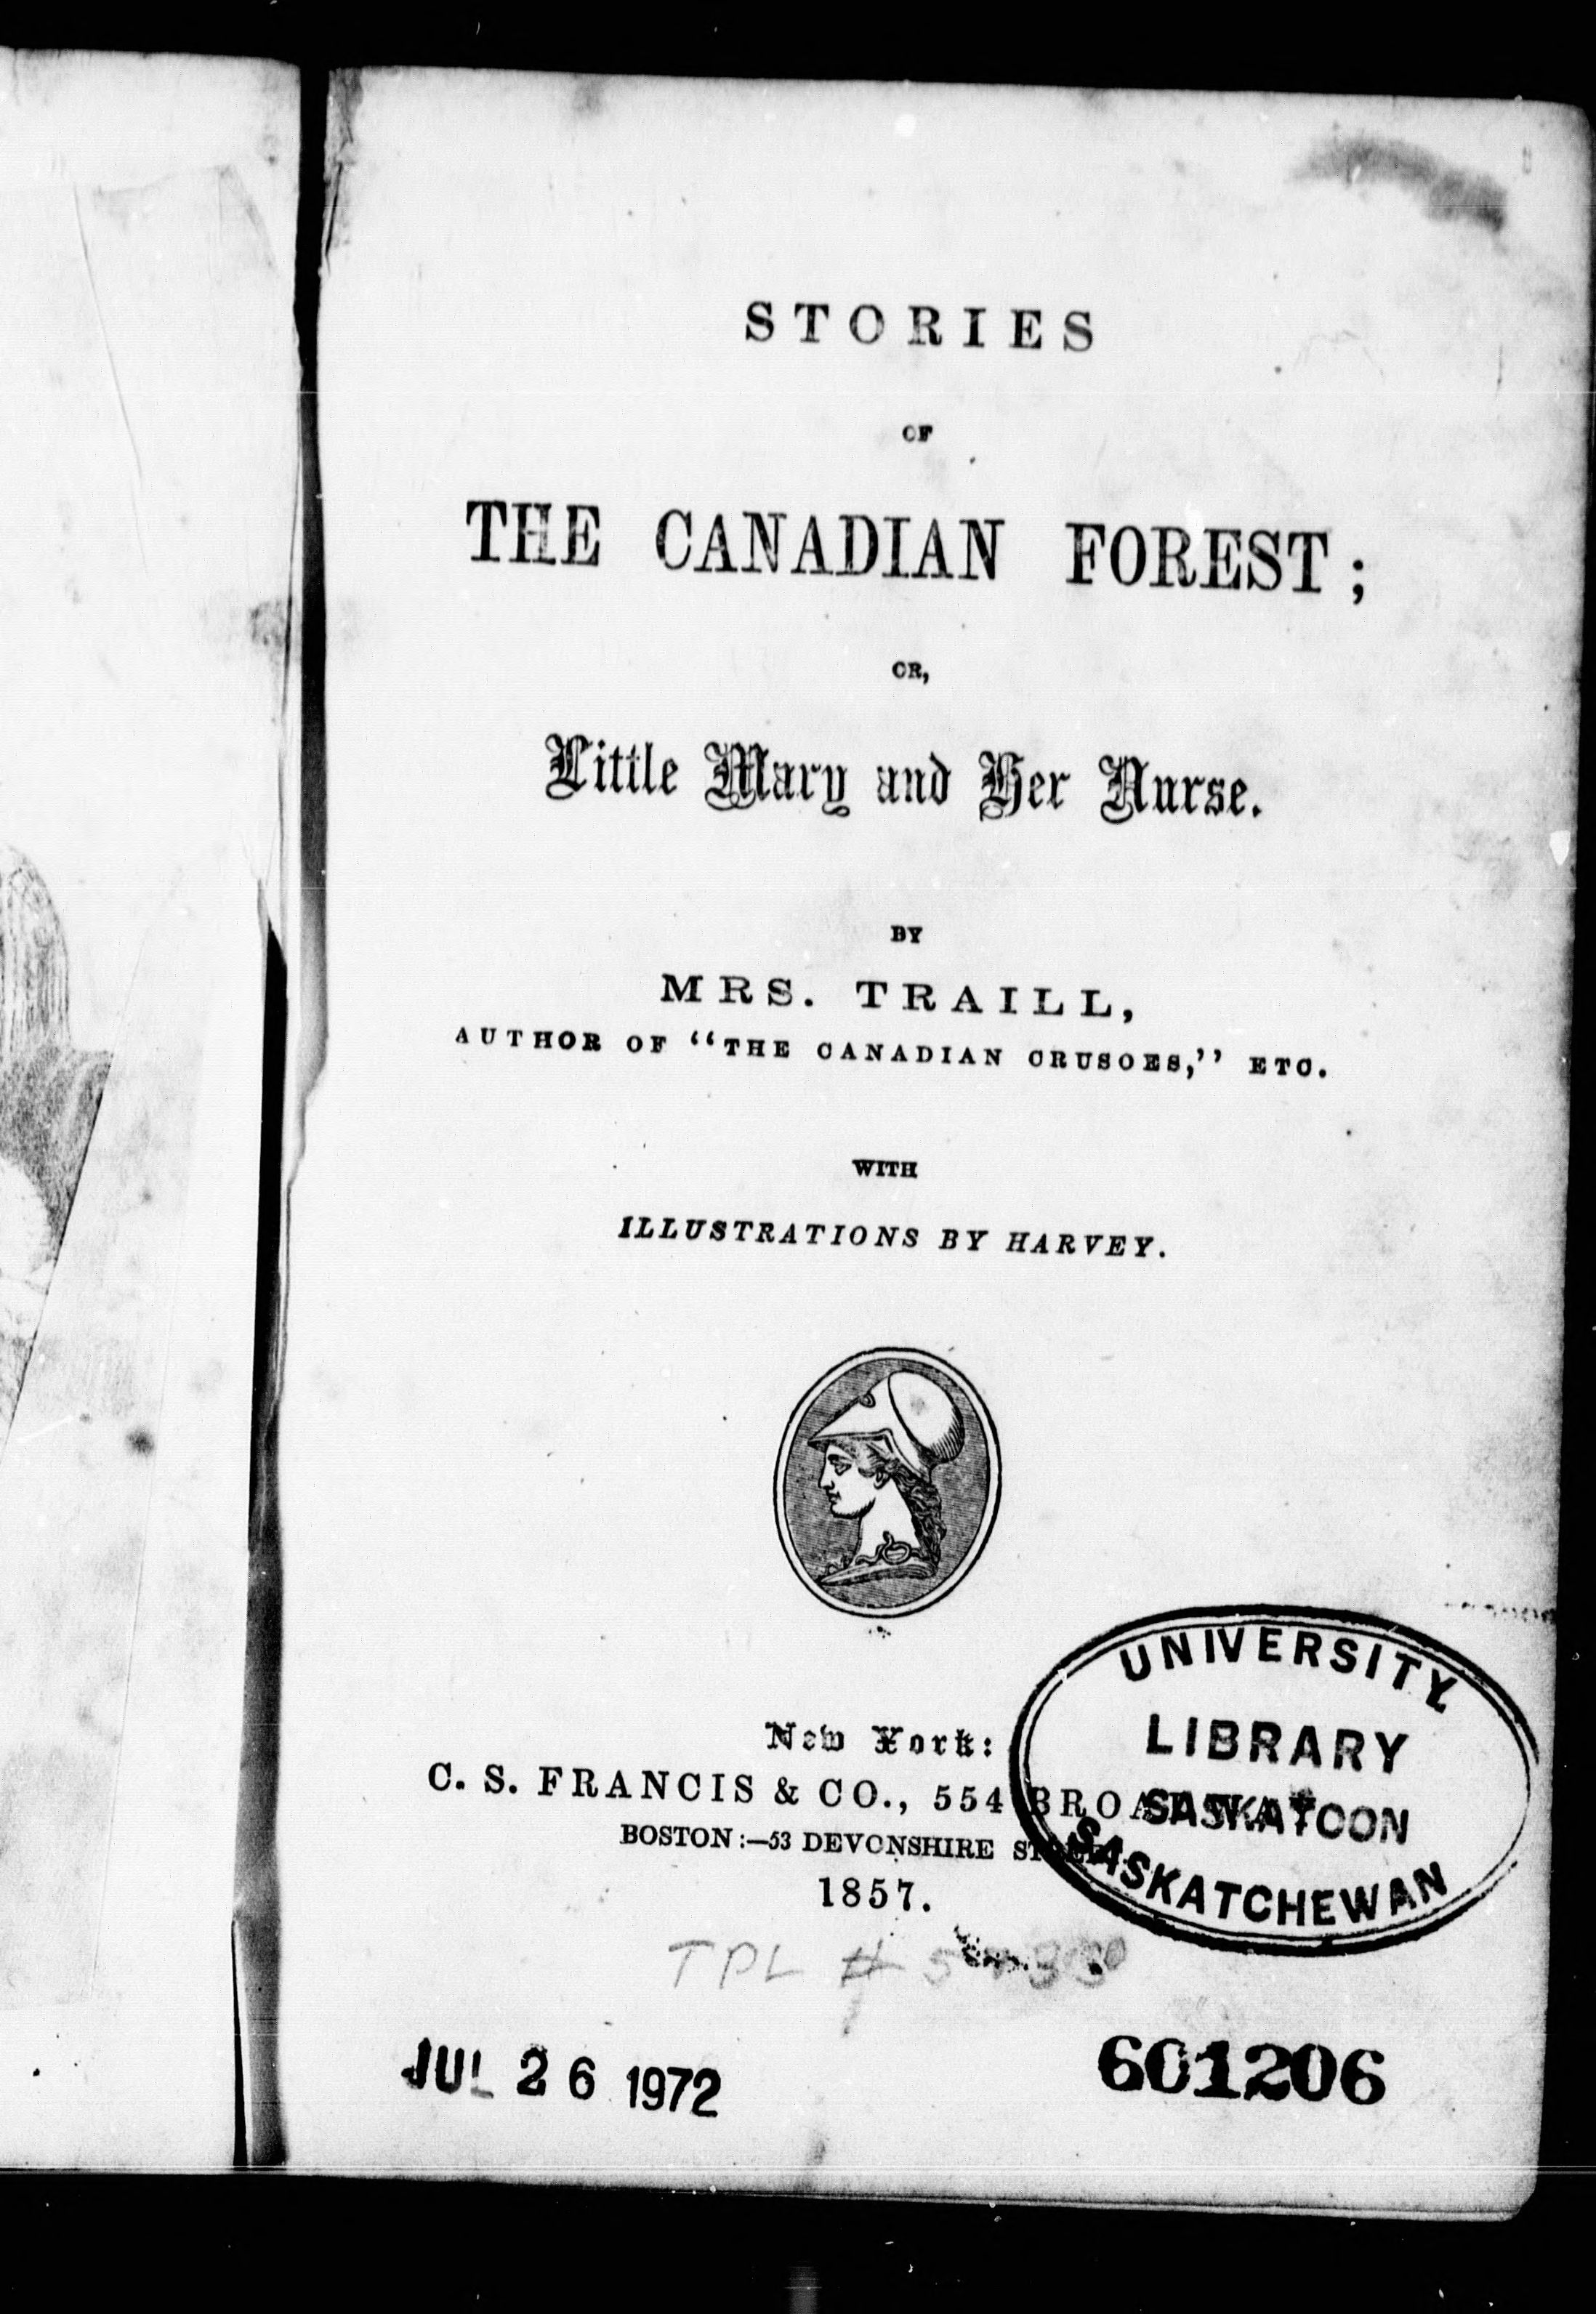 STORIES
OF
THE CANADIAN FOREST;
OR,
Little Mary and Her Nurse.
BY
MRS. TRAILL,
AUTHOR OF “THE CANADIAN CRUSOES,” ETC.
WITH
ILLUSTRATIONS BY HARVEY.
New York:
C. S. FRANCIS & CO., 554 BROADWAY
BOSTON:—53 DEVONSHIRE
1857.
UNIVERSITY
LIBRARY
SASKATOON
SASKATCHEWAN
TPL #
JUL 26 1972
601206